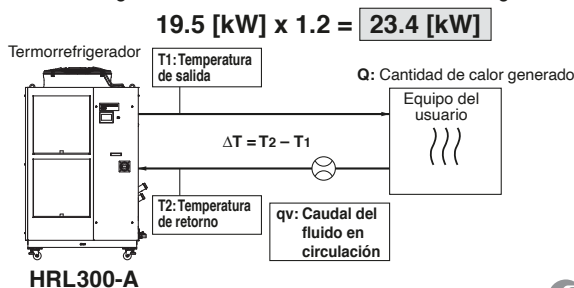 19.5 [kW] x 1.2 = 23.4 [kW]
Termorrefrigerador
T1: Temperatura
de salida
Q: Cantidad de calor generado
Equipo del
usuario
ΔT = T2 – T1
T2: Temperatura
de retorno
qv: Caudal del
fluido en
circulación
HRL300-A